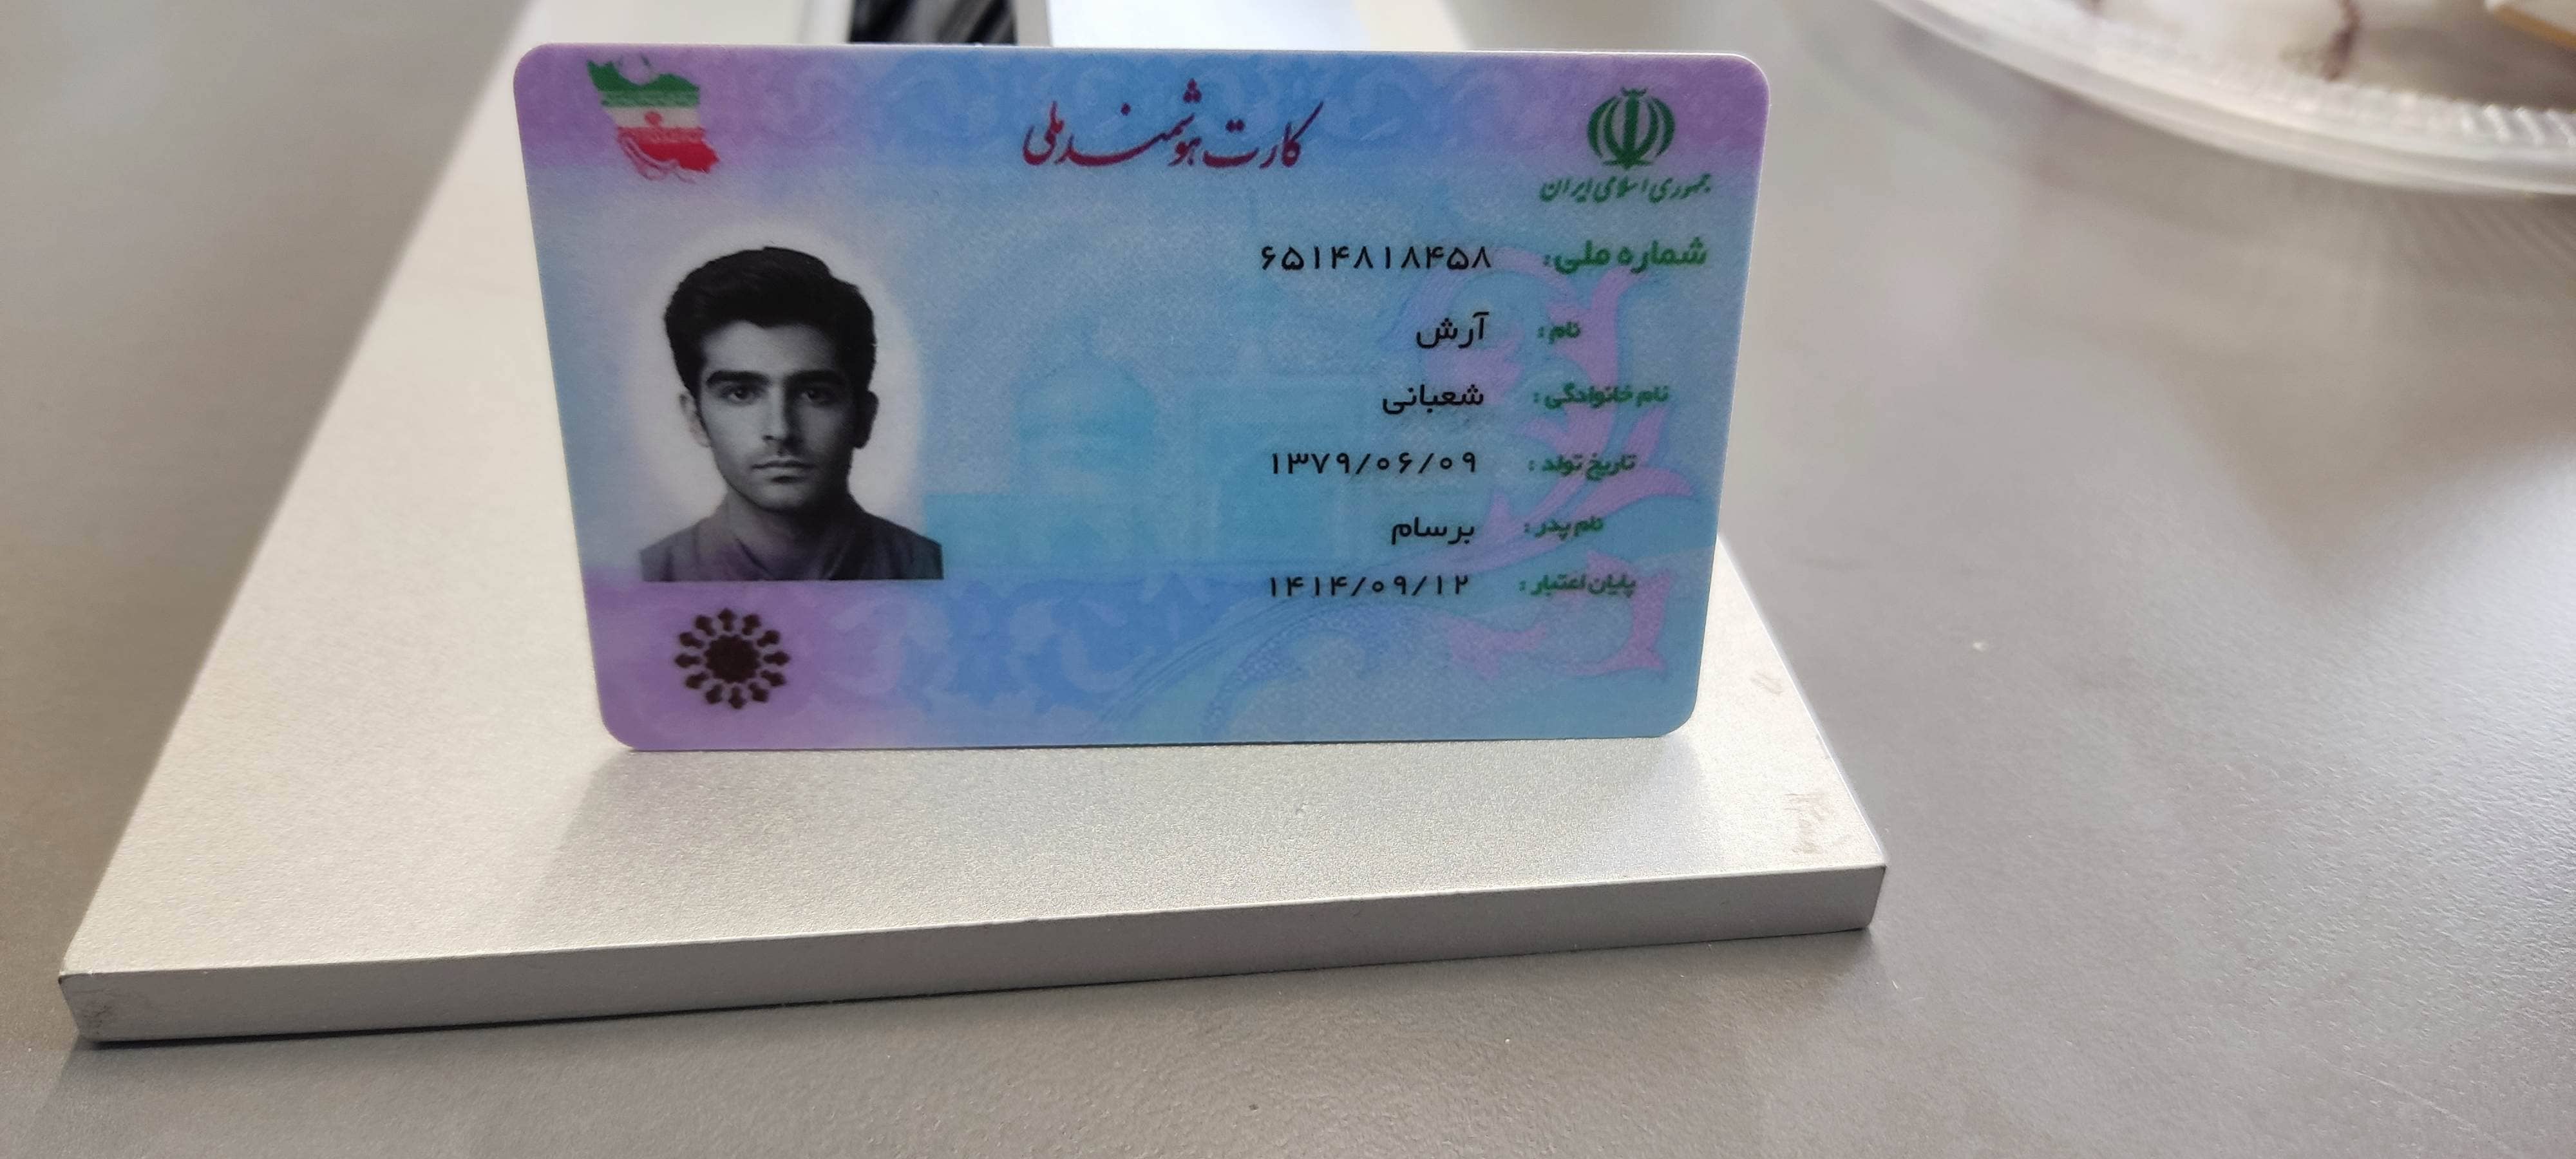 کارت هوشمند ملی
جمهوری اسلامی ایران
شماره ملی: ۶۵۱۴۸۱۸۴۵۸
نام: آرش
نام خانوادگی: شعبانی
تاریخ تولد: ۱۳۷۹/۰۶/۰۹
نام پدر: برسام
پایان اعتبار: ۱۴۱۴/۰۹/۱۲